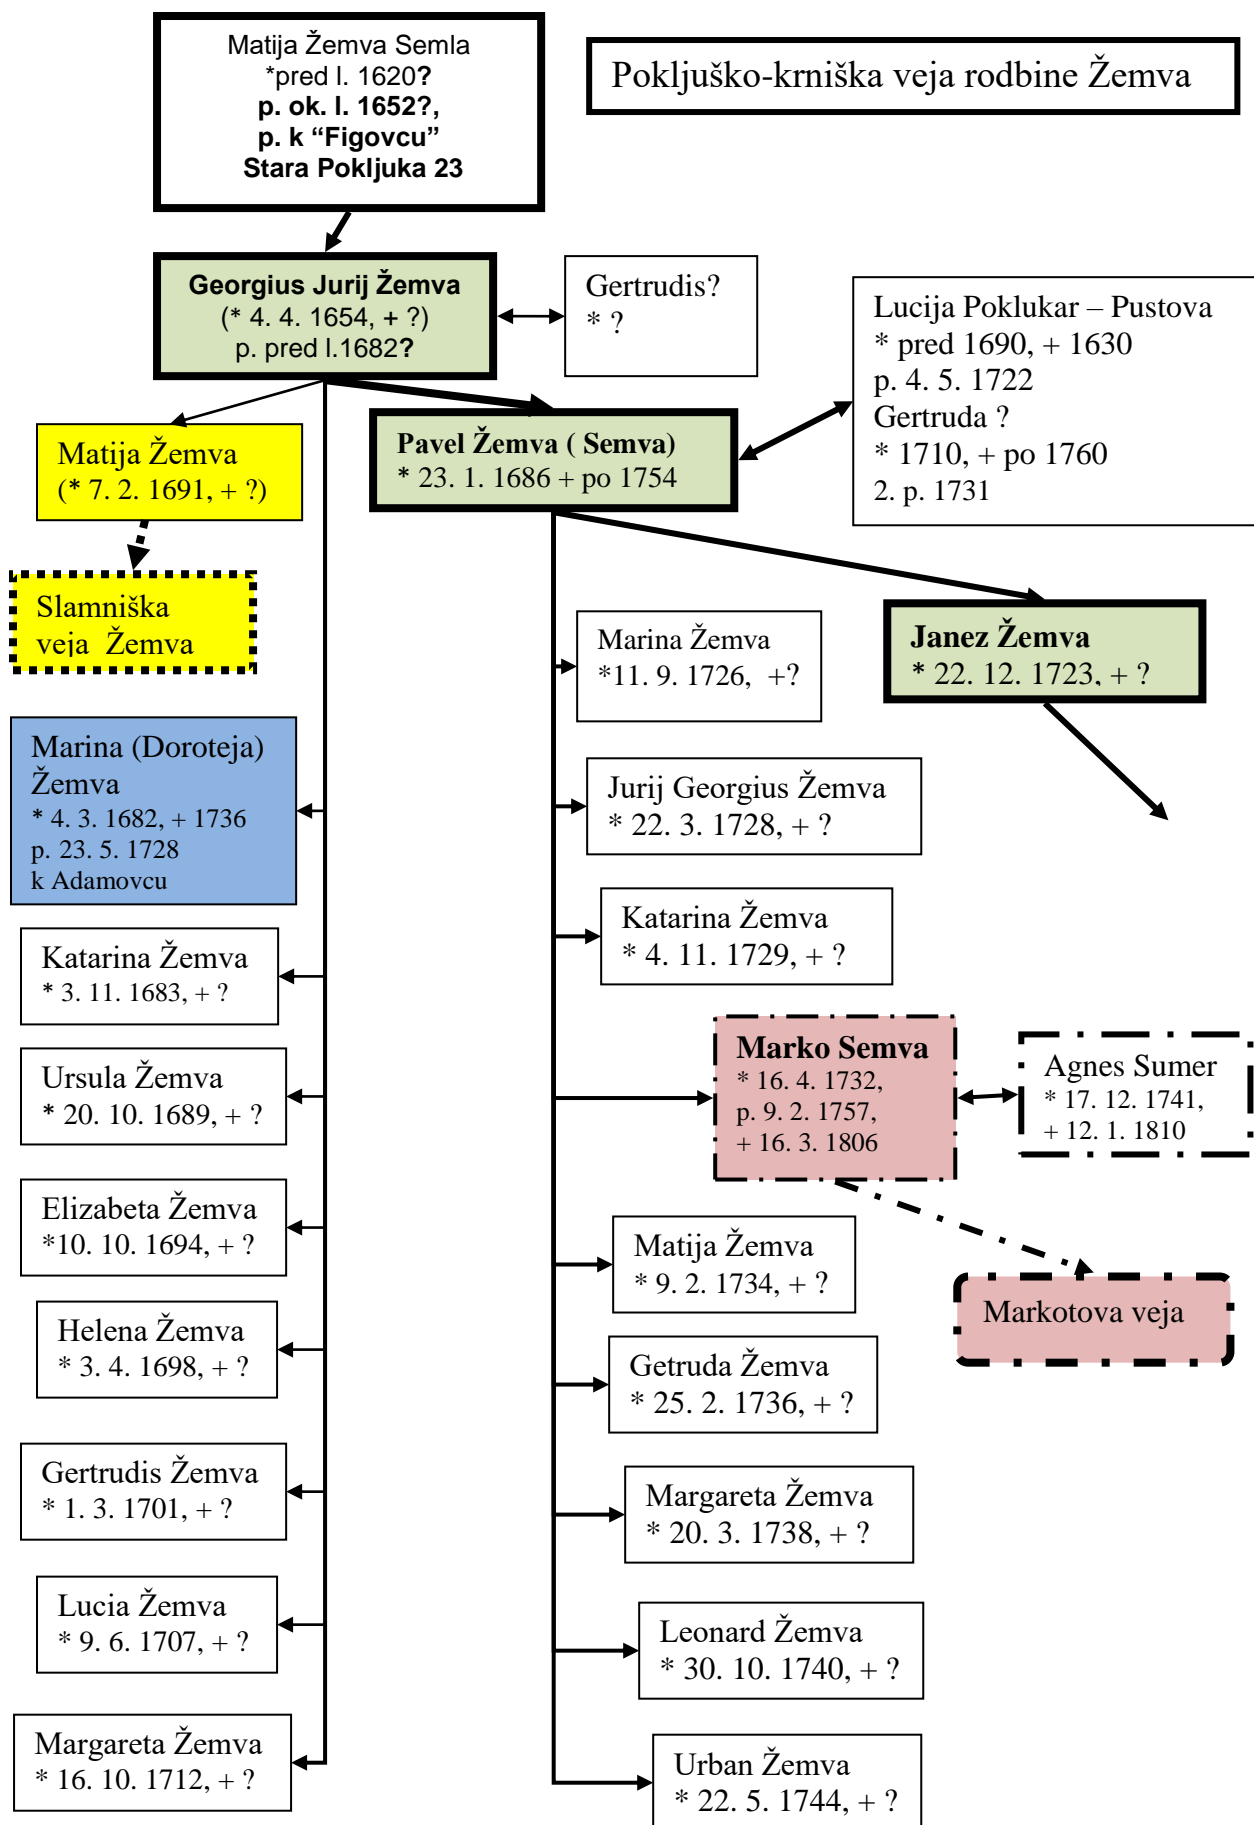 Matija Žemva Semla
*pred l. 1620?
p. ok. l. 1652?,
p. k “Figovcu”
Stara Pokljuka 23
Pokljuško-krniška veja rodbine Žemva
Georgius Jurij Žemva
(* 4. 4. 1654, + ?)
p. pred l.1682?
Gertrudis?
* ?
Lucija Poklukar – Pustova
* pred 1690, + 1630
p. 4. 5. 1722
Gertruda ?
* 1710, + po 1760
2. p. 1731
Matija Žemva
(* 7. 2. 1691, + ?)
Pavel Žemva ( Semva)
* 23. 1. 1686 + po 1754
Slamniška
veja Žemva
Janez Žemva
* 22. 12. 1723, + ?
Marina Žemva
*11. 9. 1726, +?
Marina (Doroteja)
Žemva
* 4. 3. 1682, + 1736
p. 23. 5. 1728
k Adamovcu
Jurij Georgius Žemva
* 22. 3. 1728, + ?
Katarina Žemva
* 3. 11. 1683, + ?
Katarina Žemva
* 4. 11. 1729, + ?
Ursula Žemva
* 20. 10. 1689, + ?
Marko Semva
* 16. 4. 1732,
p. 9. 2. 1757,
+ 16. 3. 1806
Agnes Sumer
* 17. 12. 1741,
+ 12. 1. 1810
Elizabeta Žemva
*10. 10. 1694, + ?
Matija Žemva
* 9. 2. 1734, + ?
Markotova veja
Helena Žemva
* 3. 4. 1698, + ?
Getruda Žemva
* 25. 2. 1736, + ?
Gertrudis Žemva
* 1. 3. 1701, + ?
Margareta Žemva
* 20. 3. 1738, + ?
Lucia Žemva
* 9. 6. 1707, + ?
Leonard Žemva
* 30. 10. 1740, + ?
Margareta Žemva
* 16. 10. 1712, + ?
Urban Žemva
* 22. 5. 1744, + ?